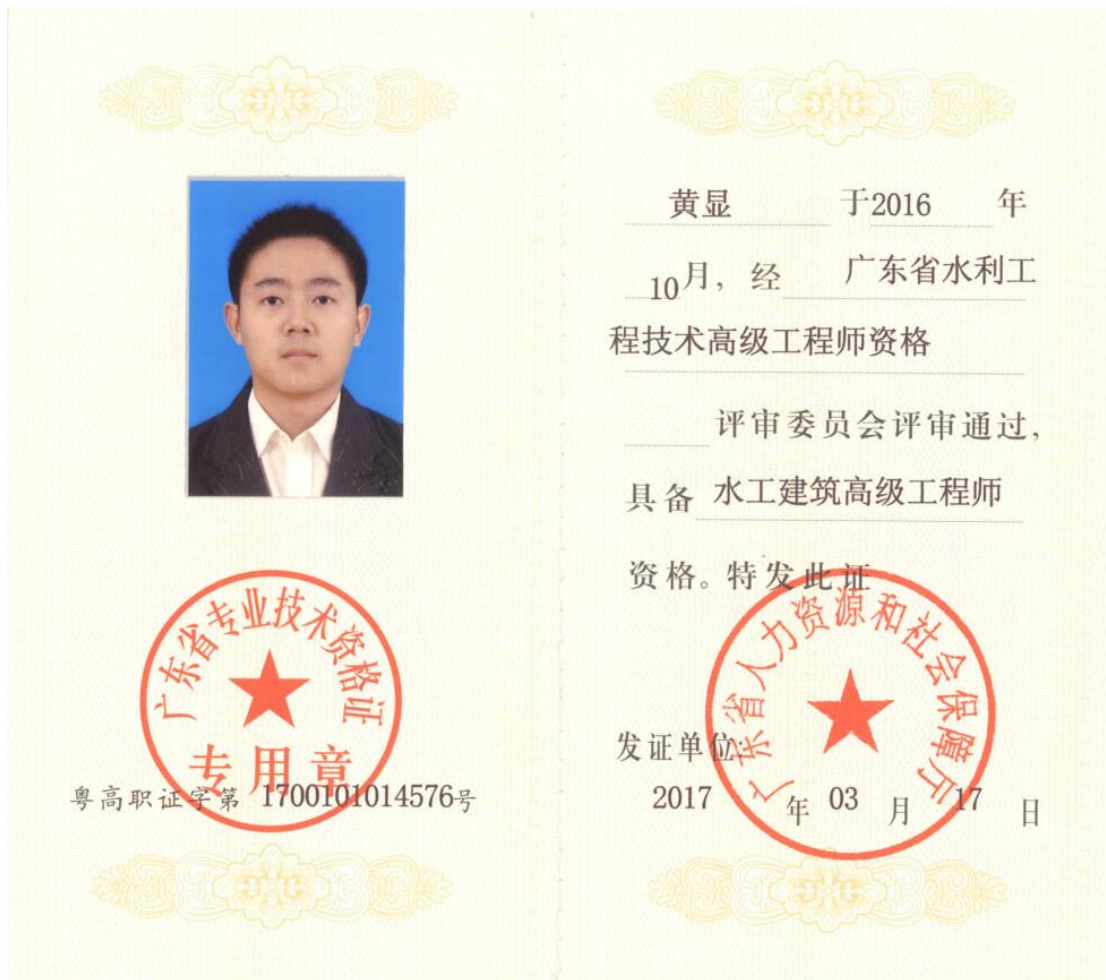 广东省专业技术资格证
专用章
粤高职证字第 1700101014576号
黄显 于2016 年
10月，经 广东省水利工
程技术高级工程师资格
评审委员会评审通过，
具备 水工建筑高级工程师
资格。特发此证
广东省人力资源和社会保障厅
发证单位
2017 年 03 月 17 日